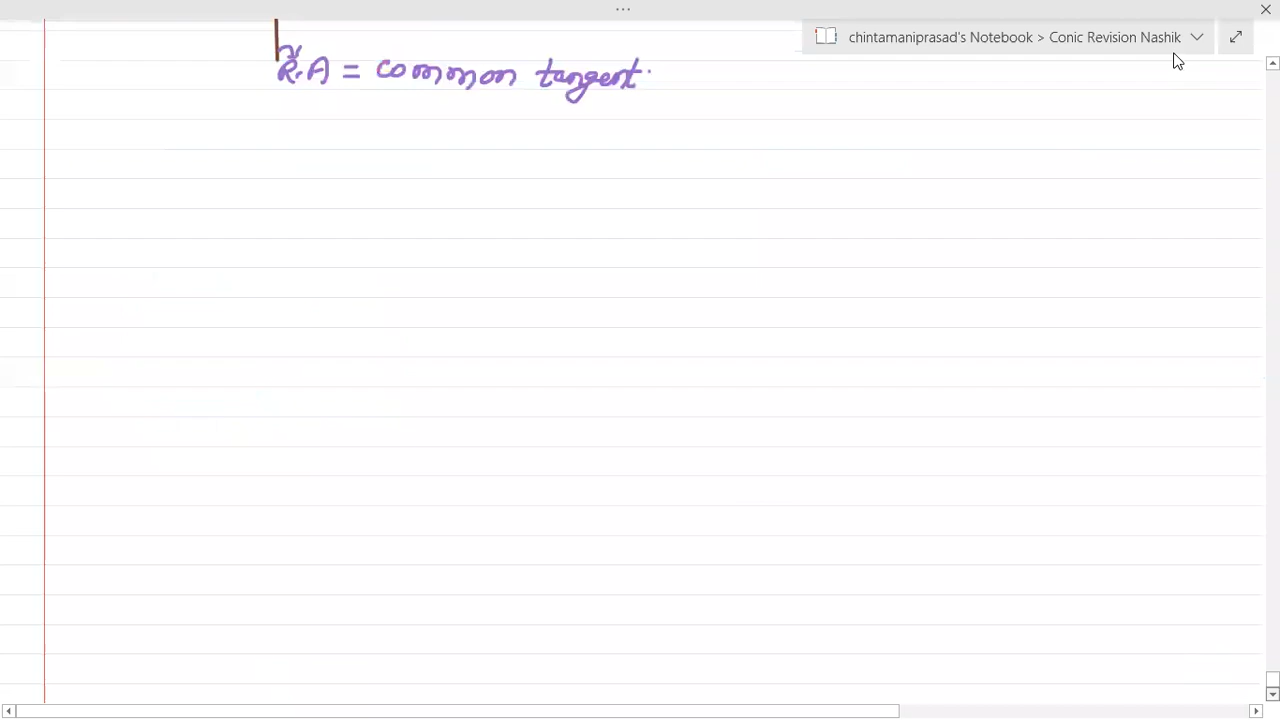 chintamaniprasad's Notebook > Conic Revision Nashik
R.A = common tangent.